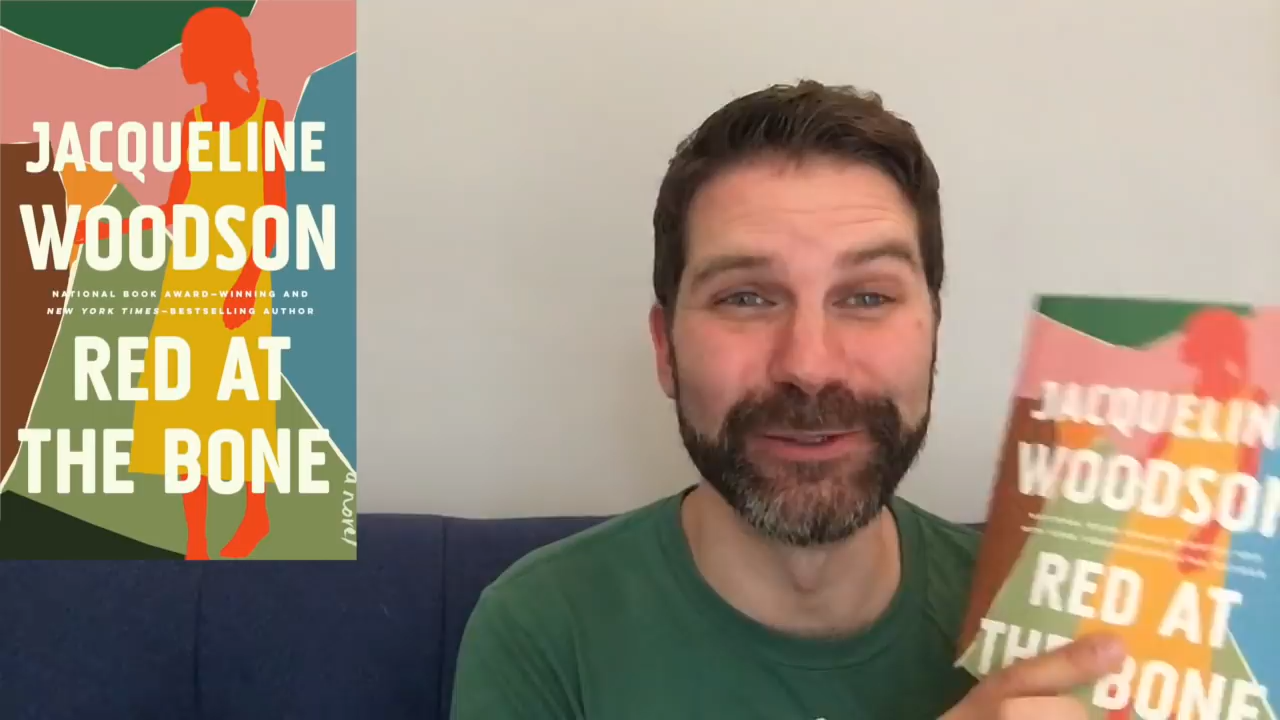 JACQUELINE
WOODSON
NATIONAL BOOK AWARD–WINNING AND
NEW YORK TIMES–BESTSELLING AUTHOR
RED AT
THE BONE
a novel
JACQUELIN
WOODSON
RED AT
THE BONE